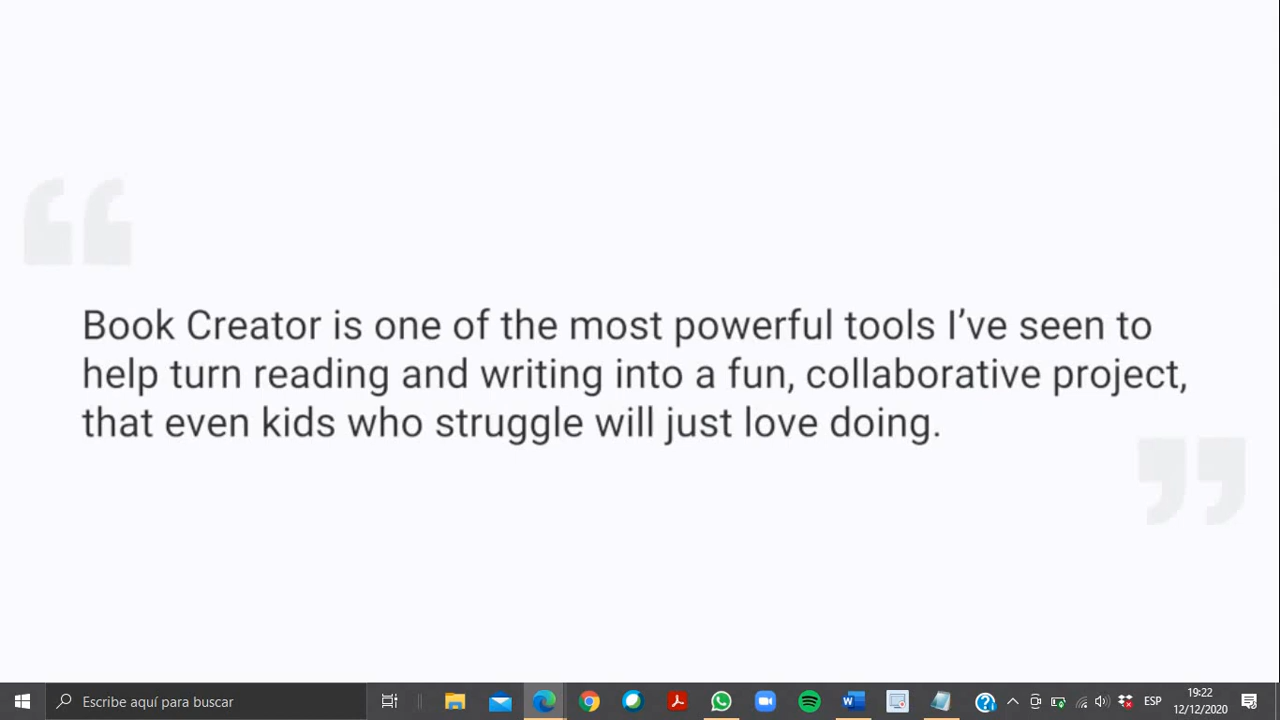 Book Creator is one of the most powerful tools I’ve seen to
help turn reading and writing into a fun, collaborative project,
that even kids who struggle will just love doing.
Escribe aquí para buscar
ESP
19:22
12/12/2020